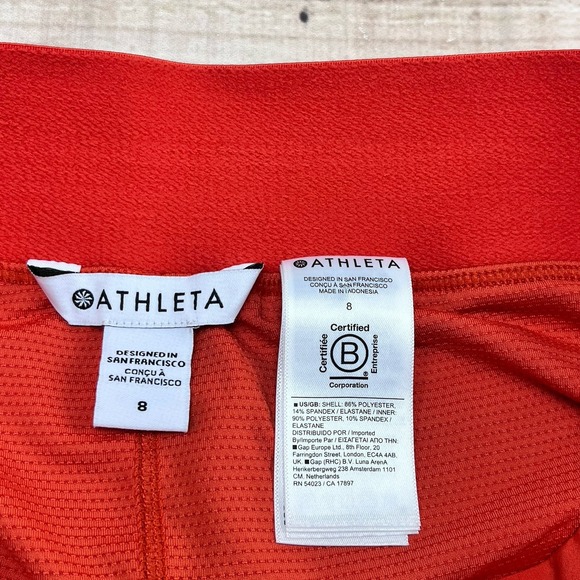 ATHLETA
DESIGNED IN
SAN FRANCISCO
CONÇU À
SAN FRANCISCO
8
ATHLETA
DESIGNED IN SAN FRANCISCO
CONÇU À SAN FRANCISCO
MADE IN INDONESIA
8
Certified
Certifiée
B
®
Entreprise
Corporation
US/GB: SHELL: 86% POLYESTER,
14% SPANDEX / ELASTANE / INNER:
90% POLYESTER, 10% SPANDEX /
ELASTANE
DISTRIBUIDO POR / Imported
By/Importe Par / ΕΙΣΑΓΕΤΑΙ ΑΠΟ ΤΗΝ:
Gap Europe Ltd., 8th Floor, 20
Farringdon Street, London, EC4A 4AB,
UK. Gap (RHC) B.V. Luna ArenA
Herikerbergweg 238 Amsterdam 1101
CM. Netherlands
RN 54023 / CA 17897